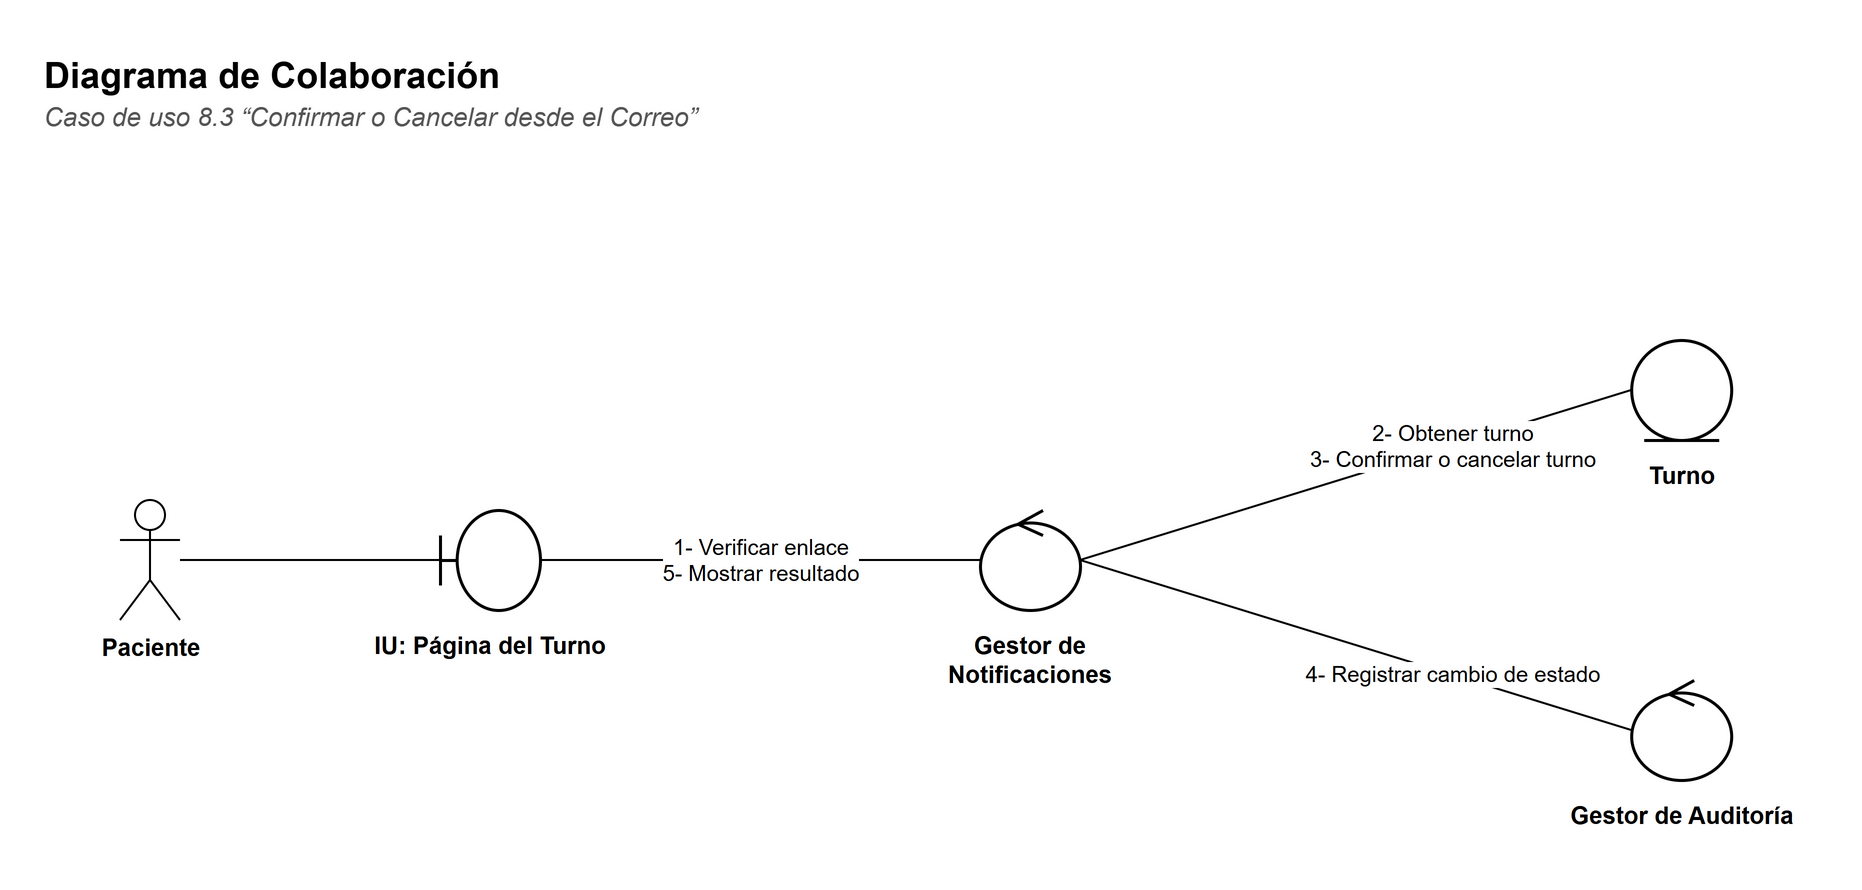 Diagrama de Colaboración
Caso de uso 8.3 “Confirmar o Cancelar desde el Correo”
2- Obtener turno
3- Confirmar o cancelar turno
Turno
1- Verificar enlace
5- Mostrar resultado
Paciente
IU: Página del Turno
Gestor de
Notificaciones
4- Registrar cambio de estado
Gestor de Auditoría